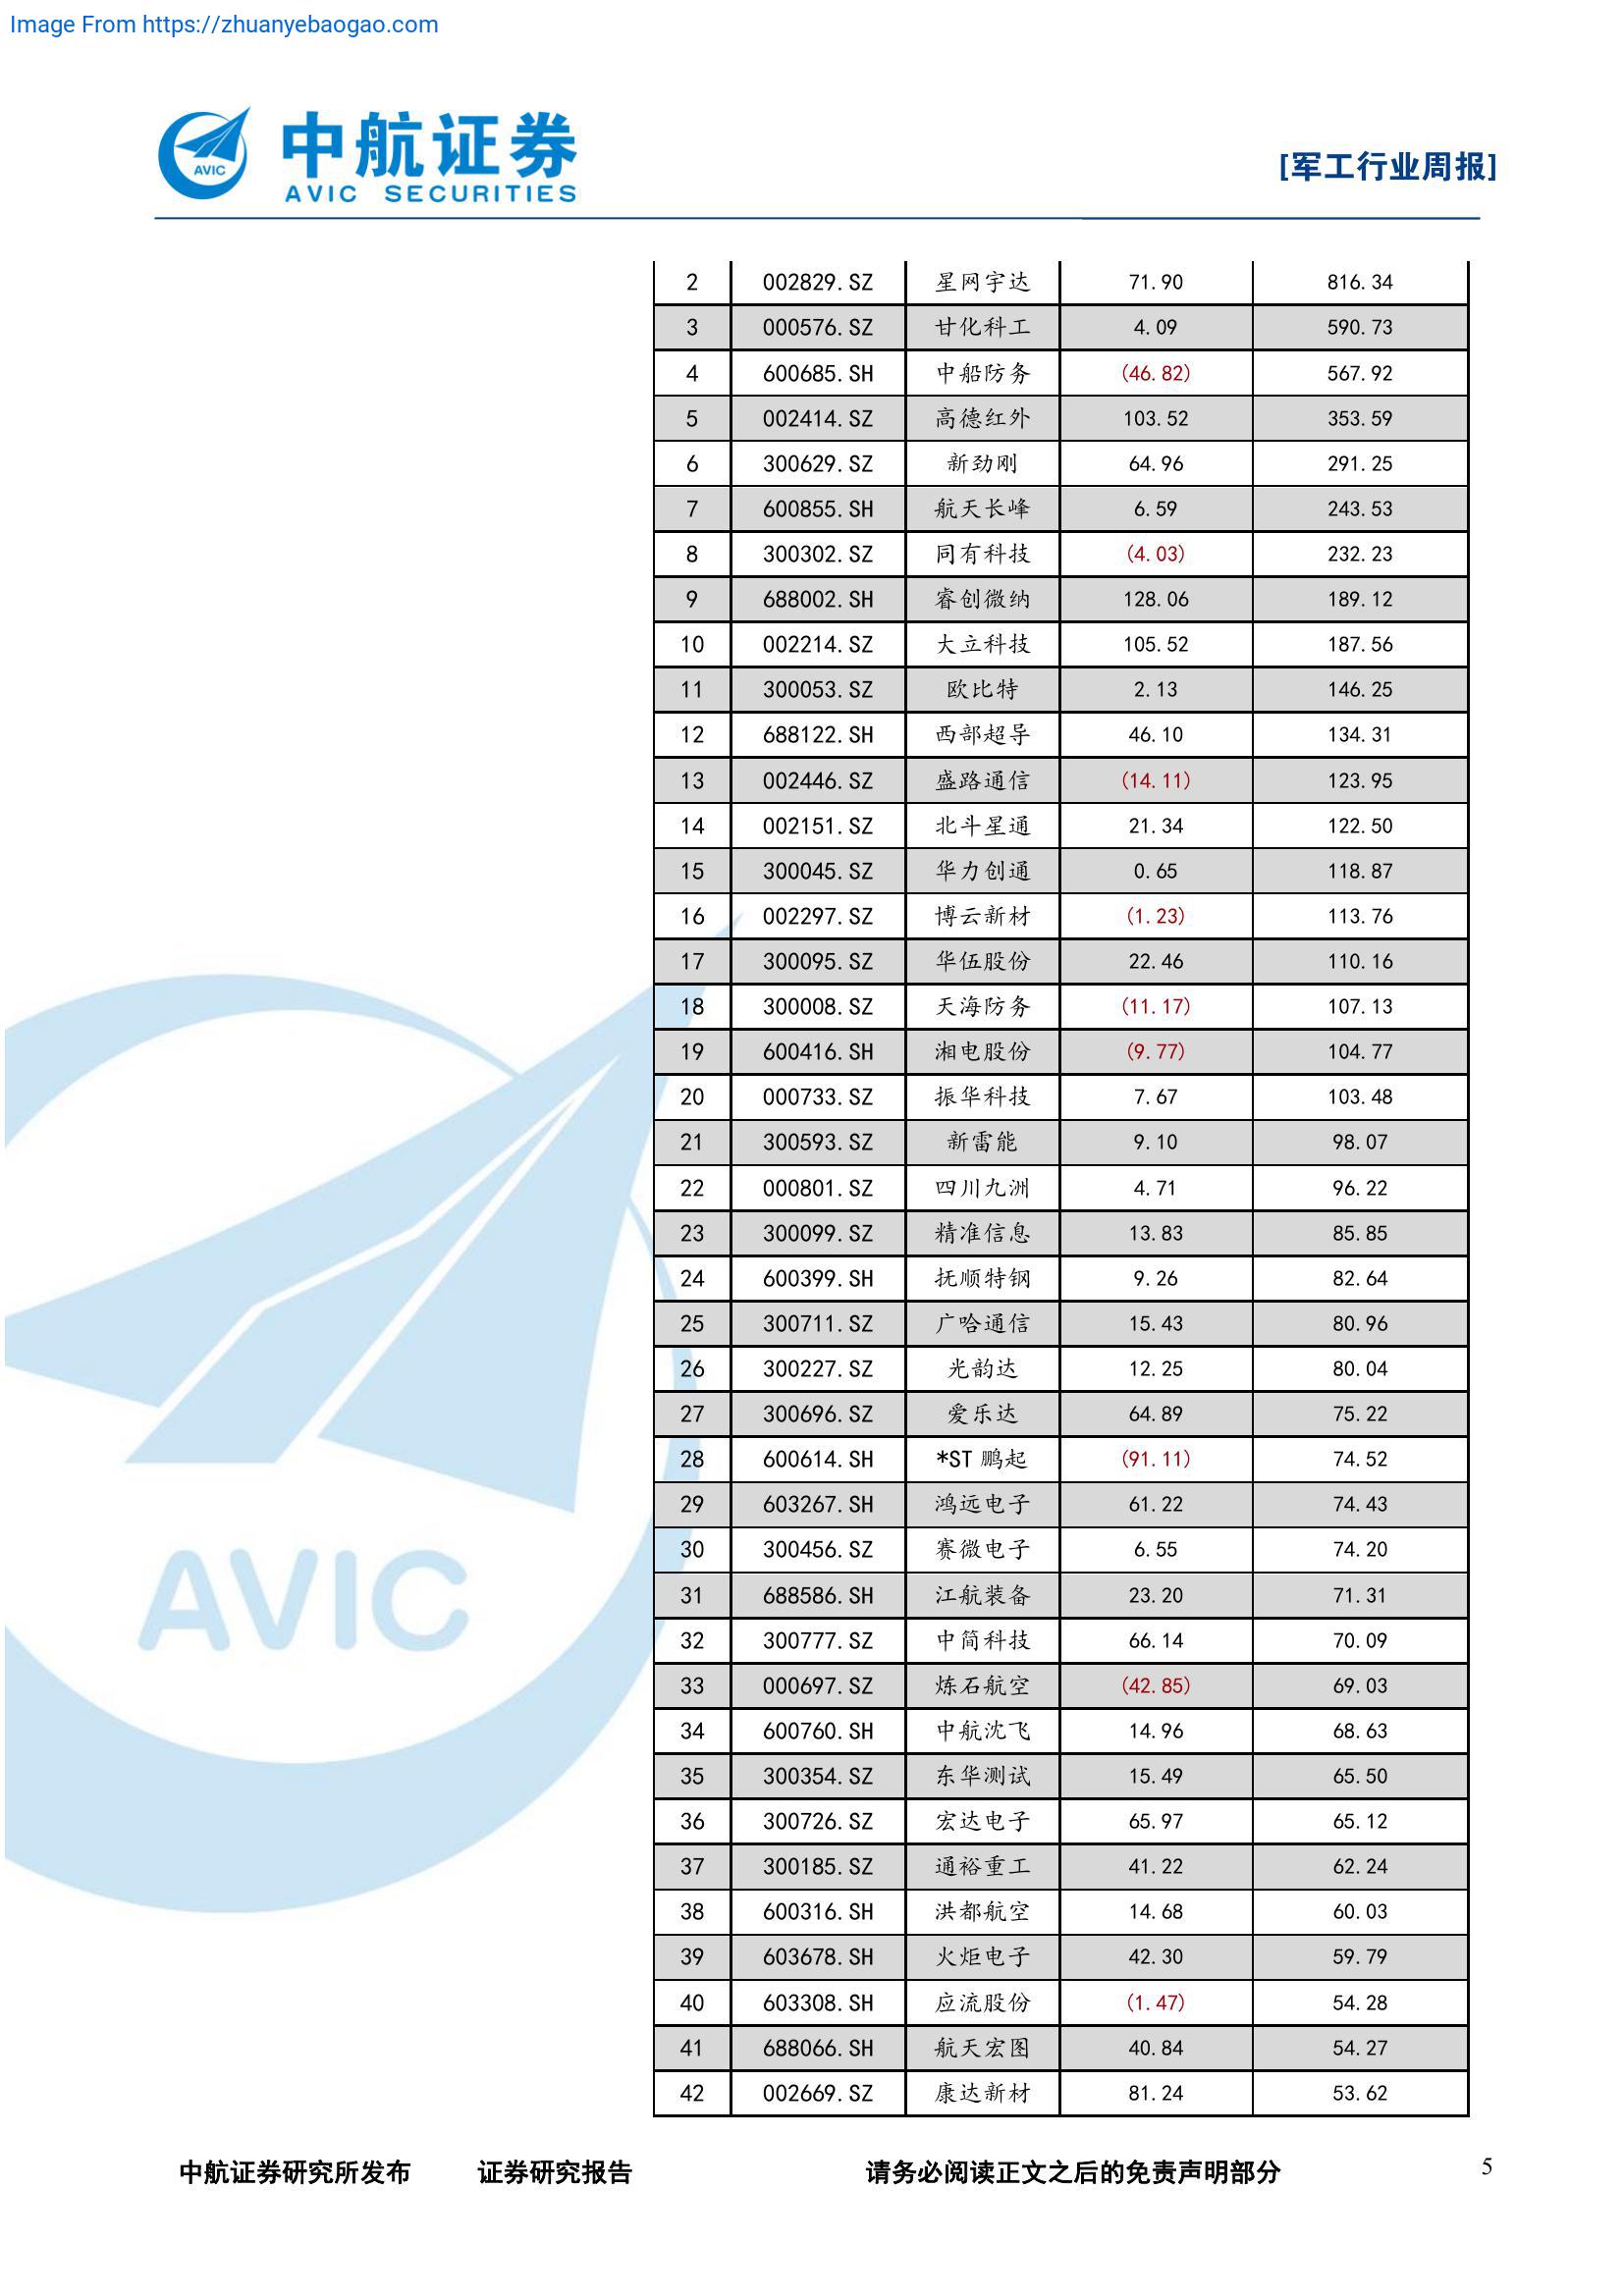 Image From https://zhuanyebaogao.com
AVIC
中航证券
AVIC SECURITIES
[军工行业周报]
2 002829.SZ 星网宇达 71.90 816.34
3 000576.SZ 甘化科工 4.09 590.73
4 600685.SH 中船防务 (46.82) 567.92
5 002414.SZ 高德红外 103.52 353.59
6 300629.SZ 新劲刚 64.96 291.25
7 600855.SH 航天长峰 6.59 243.53
8 300302.SZ 同有科技 (4.03) 232.23
9 688002.SH 睿创微纳 128.06 189.12
10 002214.SZ 大立科技 105.52 187.56
11 300053.SZ 欧比特 2.13 146.25
12 688122.SH 西部超导 46.10 134.31
13 002446.SZ 盛路通信 (14.11) 123.95
14 002151.SZ 北斗星通 21.34 122.50
15 300045.SZ 华力创通 0.65 118.87
16 002297.SZ 博云新材 (1.23) 113.76
17 300095.SZ 华伍股份 22.46 110.16
18 300008.SZ 天海防务 (11.17) 107.13
19 600416.SH 湘电股份 (9.77) 104.77
20 000733.SZ 振华科技 7.67 103.48
21 300593.SZ 新雷能 9.10 98.07
22 000801.SZ 四川九洲 4.71 96.22
23 300099.SZ 精准信息 13.83 85.85
24 600399.SH 抚顺特钢 9.26 82.64
25 300711.SZ 广哈通信 15.43 80.96
26 300227.SZ 光韵达 12.25 80.04
27 300696.SZ 爱乐达 64.89 75.22
28 600614.SH *ST 鹏起 (91.11) 74.52
29 603267.SH 鸿远电子 61.22 74.43
30 300456.SZ 赛微电子 6.55 74.20
31 688586.SH 江航装备 23.20 71.31
32 300777.SZ 中简科技 66.14 70.09
33 000697.SZ 炼石航空 (42.85) 69.03
34 600760.SH 中航沈飞 14.96 68.63
35 300354.SZ 东华测试 15.49 65.50
36 300726.SZ 宏达电子 65.97 65.12
37 300185.SZ 通裕重工 41.22 62.24
38 600316.SH 洪都航空 14.68 60.03
39 603678.SH 火炬电子 42.30 59.79
40 603308.SH 应流股份 (1.47) 54.28
41 688066.SH 航天宏图 40.84 54.27
42 002669.SZ 康达新材 81.24 53.62
AVIC
中航证券研究所发布 证券研究报告 请务必阅读正文之后的免责声明部分 5